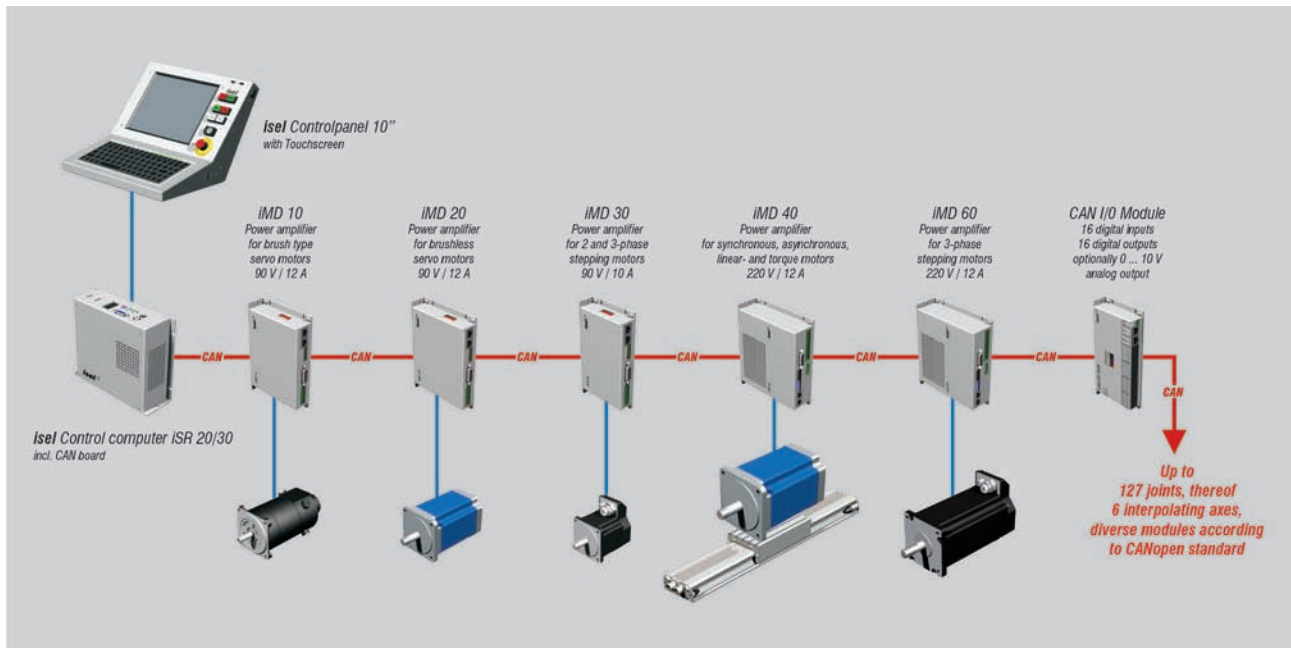 isel Controlpanel 10”
with Touchscreen
iMD 10
Power amplifier
for brush type
servo motors
90 V / 12 A
iMD 20
Power amplifier
for brushless
servo motors
90 V / 12 A
iMD 30
Power amplifier
for 2 and 3-phase
stepping motors
90 V / 10 A
iMD 40
Power amplifier
for synchronous, asynchronous,
linear- and torque motors
220 V / 12 A
iMD 60
Power amplifier
for 3-phase
stepping motors
220 V / 12 A
CAN I/0 Module
16 digital inputs
16 digital outputs
optionally 0 ... 10 V
analog output
isel
CAN
CAN
CAN
CAN
CAN
CAN
CAN
isel Control computer iSR 20/30
incl. CAN board
Up to
127 joints, thereof
6 interpolating axes,
diverse modules according
to CANopen standard